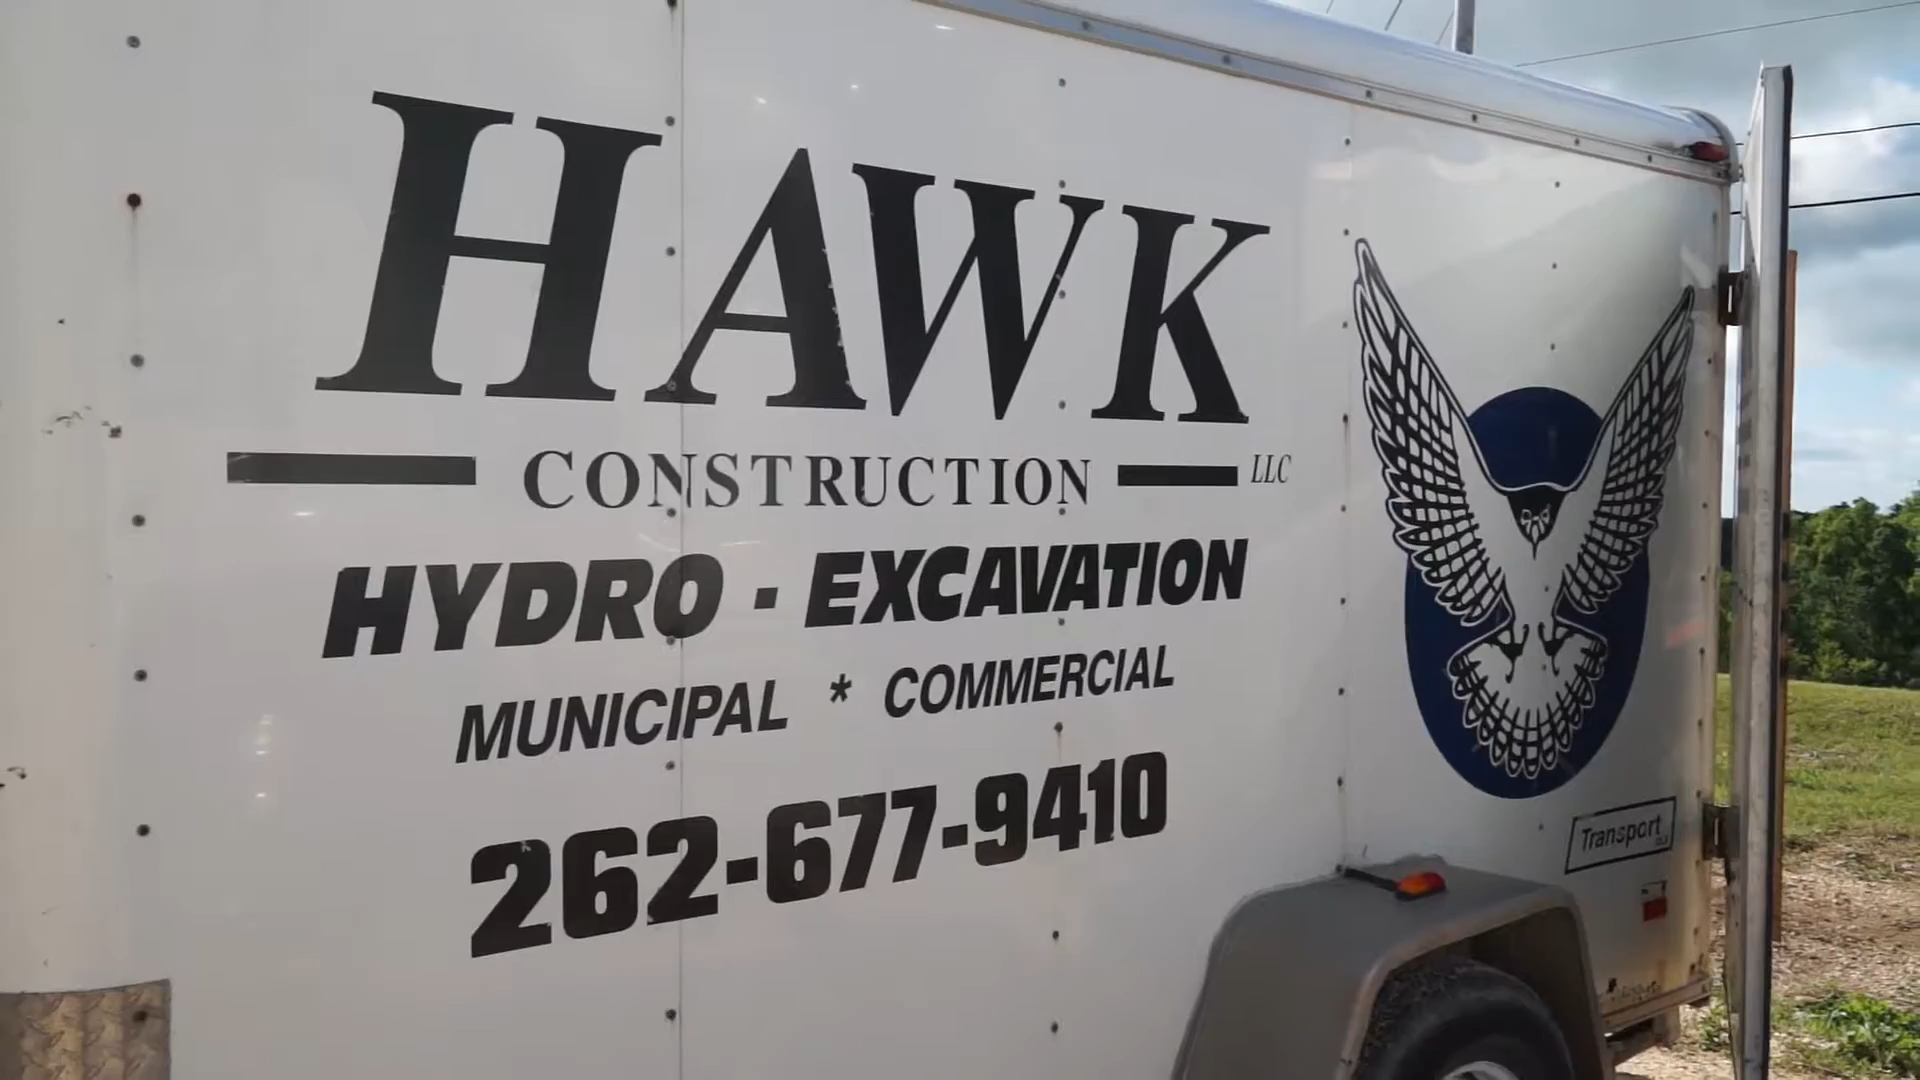 HAWK
CONSTRUCTION LLC
HYDRO - EXCAVATION
MUNICIPAL * COMMERCIAL
262-677-9410
Transport